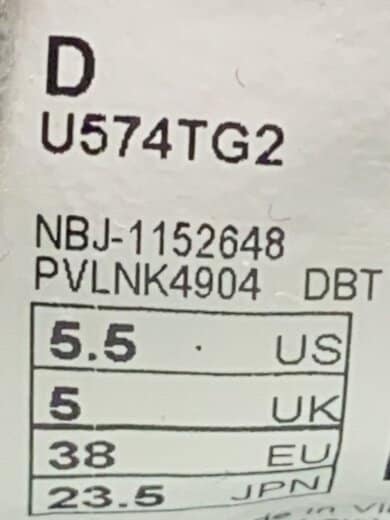 D
U574TG2
NBJ-1152648
PVLNK4904 DBT
5.5 US
5 UK
38 EU
23.5 JPN